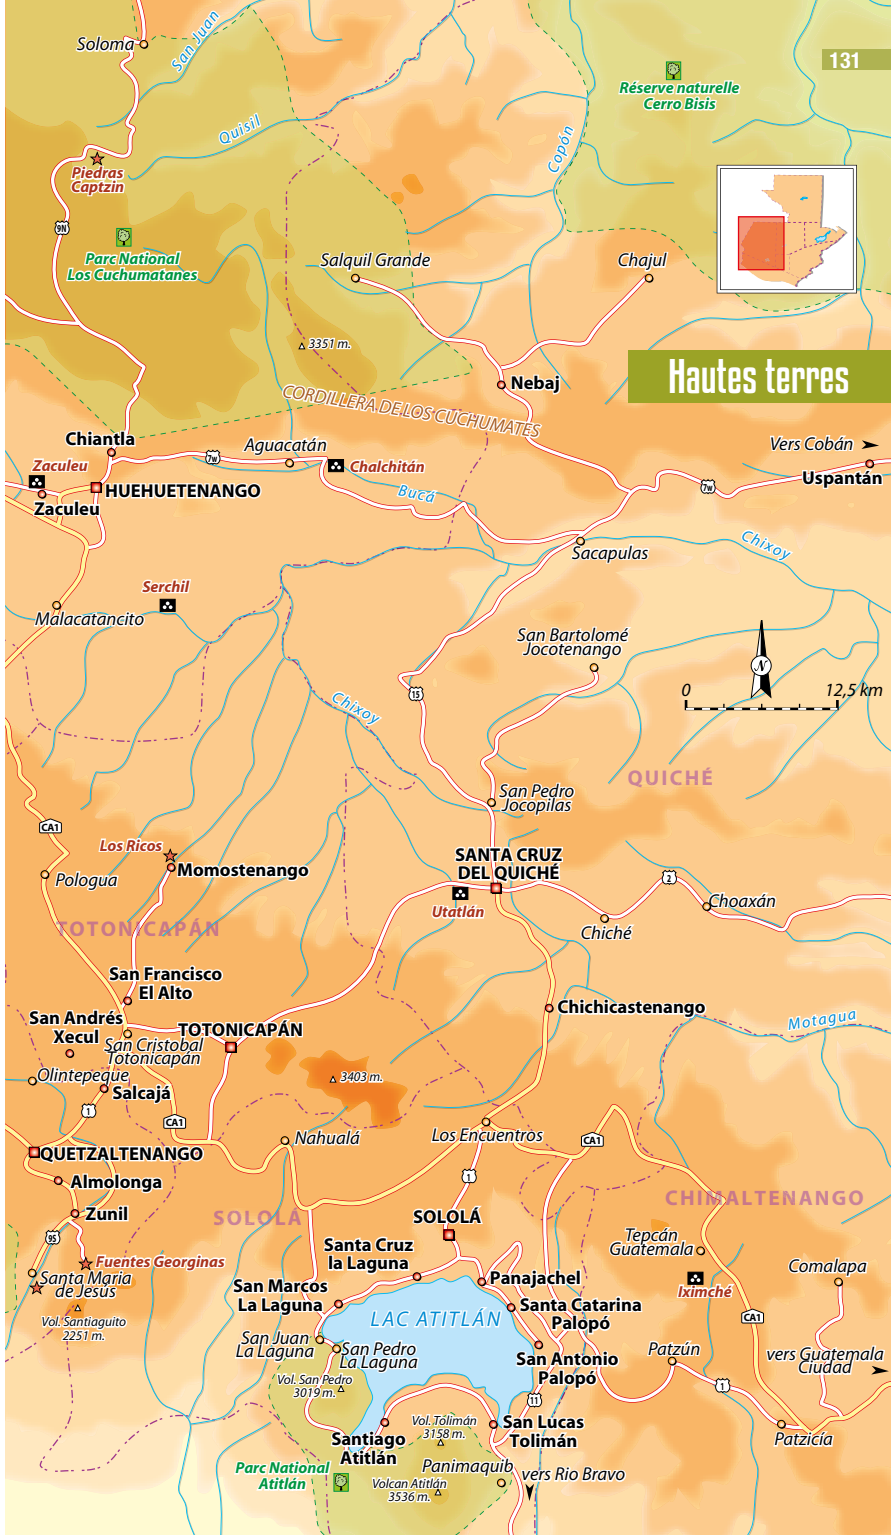 131
Soloma
San Juan
Quisil
Copón
Réserve naturelle
Cerro Bisis
Piedras
Captzin
9N
Parc National
Los Cuchumatanes
Salquil Grande
Chajul
3351 m.
Nebaj
Hautes terres
CORDILLERA DE LOS CUCHUMATES
Chiantla
Aguacatán
Vers Cobán
7W
Zaculeu
Chalchitán
Uspantán
HUEHUETENANGO
Bucá
7W
Zaculeu
Sacapulas
Chixoy
Serchil
Malacatancito
San Bartolomé
Jocotenango
N
0
12,5 km
15
Chixoy
QUICHÉ
San Pedro
Jocopilas
CA1
Los Ricos
Momostenango
SANTA CRUZ
DEL QUICHÉ
Pologua
2
Utatlán
Choaxán
TOTONICAPÁN
Chiché
San Francisco
El Alto
San Andrés
Xecul
Chichicastenango
Motagua
TOTONICAPÁN
San Cristobal
Totonicapán
Olintepeque
3403 m.
Salcajá
1
CA1
Nahualá
Los Encuentros
CA1
QUETZALTENANGO
Almolonga
1
CHIMALTENANGO
Zunil
SOLOLÁ
SOLOLÁ
9S
Santa Cruz
la Laguna
Tepcán
Guatemala
Fuentes Georginas
Santa Maria
de Jesús
Panajachel
Comalapa
San Marcos
La Laguna
Iximché
Santa Catarina
Palopó
Vol. Santiaguito
2251 m.
LAC ATITLÁN
CA1
San Juan
La Laguna
San Pedro
La Laguna
San Antonio
Palopó
Patzún
vers Guatemala
Ciudad
Vol. San Pedro
3019 m.
1
11
Vol. Tolimán
3158 m.
San Lucas
Tolimán
Santiago
Atitlán
Patzicía
Parc National
Atitlán
Panimaquib
vers Rio Bravo
Volcan Atitlán
3536 m.